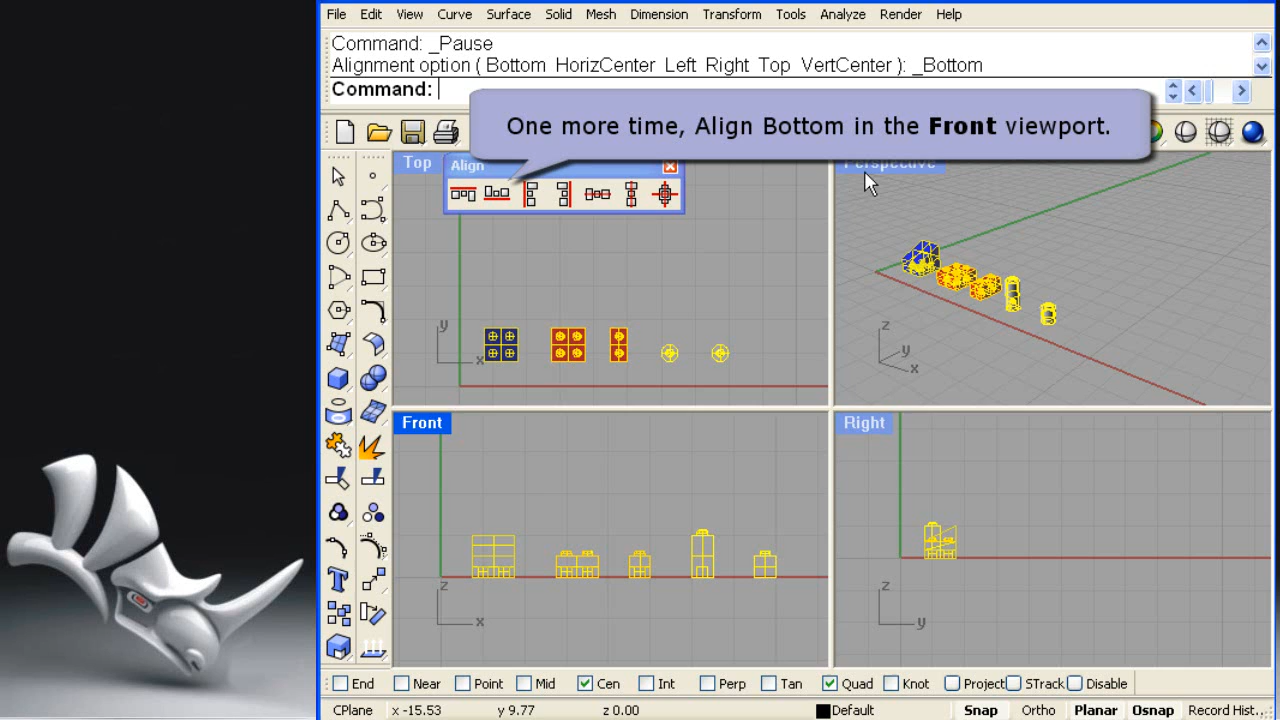 File Edit View Curve Surface Solid Mesh Dimension Transform Tools Analyze Render Help
Command: _Pause
Alignment option ( Bottom HorizCenter Left Right Top VertCenter ): _Bottom
Command:
One more time, Align Bottom in the Front viewport.
Top
Align
Perspective
y
x
z
y
x
Front
Right
z
x
z
y
End Near Point Mid Cen Int Perp Tan Quad Knot Project STrack Disable
CPlane x -15.53 y 9.77 z 0.00 Default Snap Ortho Planar Osnap Record Hist...